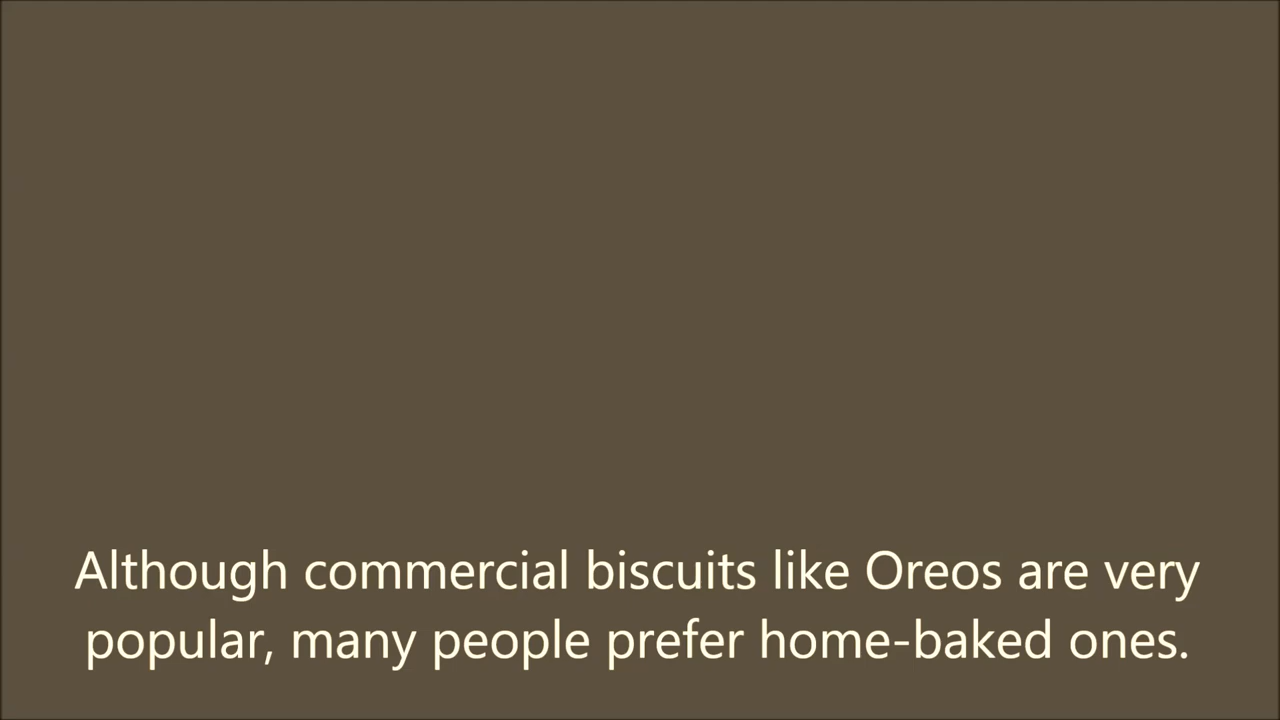 Although commercial biscuits like Oreos are very
popular, many people prefer home-baked ones.